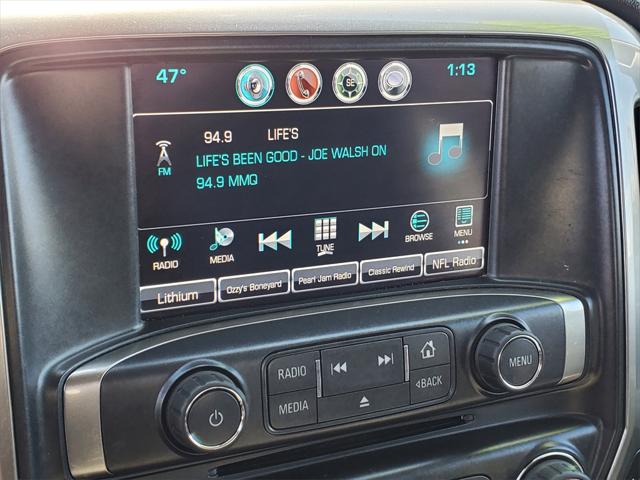 47°
SE
1:13
94.9 LIFE'S
LIFE'S BEEN GOOD - JOE WALSH ON
94.9 MMQ
FM
RADIO
MEDIA
TUNE
BROWSE
MENU
Lithium
Ozzy's Boneyard
Pearl Jam Radio
Classic Rewind
NFL Radio
RADIO
MEDIA
BACK
MENU